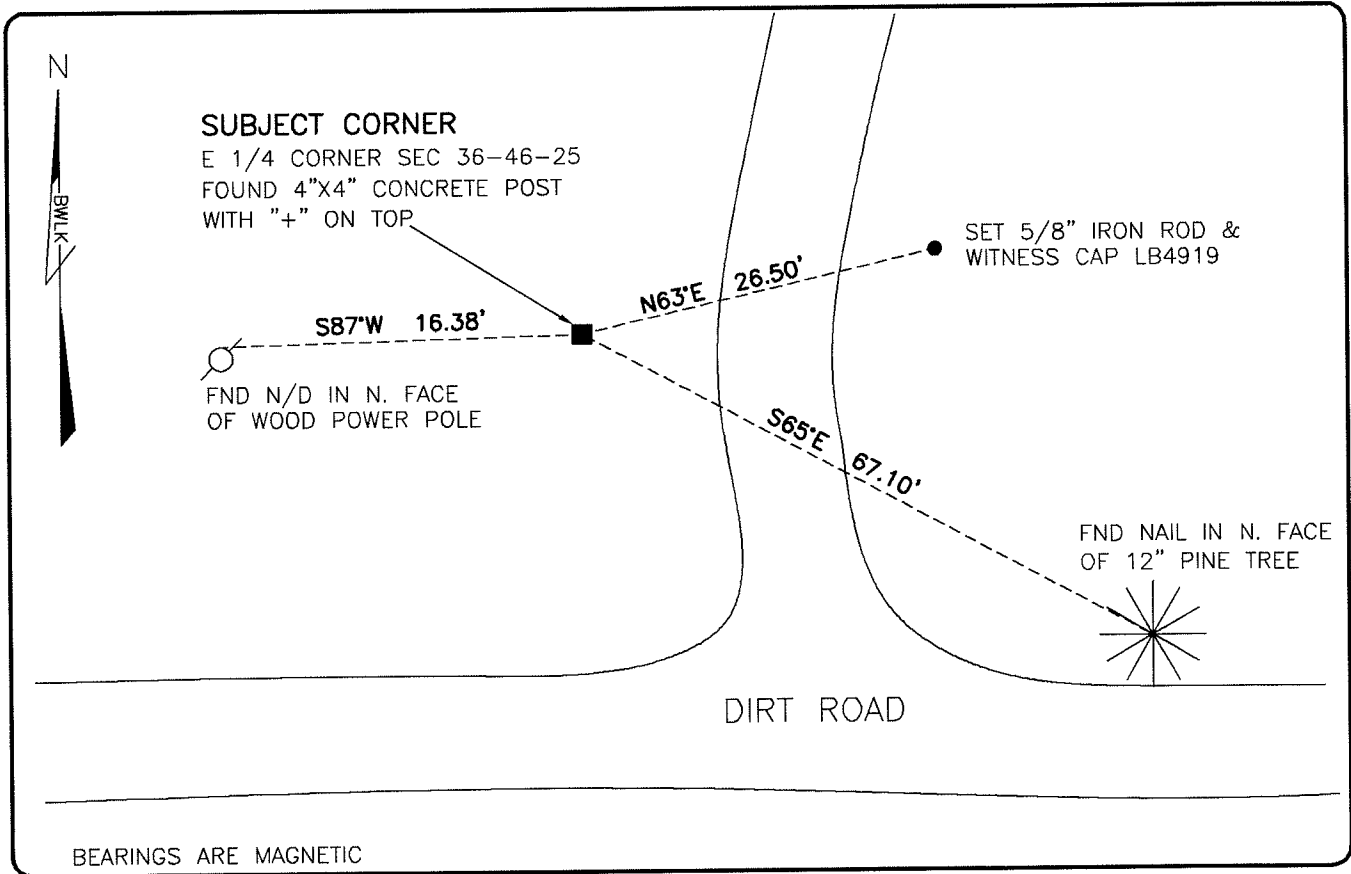 N
BWLK
SUBJECT CORNER
E 1/4 CORNER SEC 36-46-25
FOUND 4"X4" CONCRETE POST
WITH "+" ON TOP
SET 5/8" IRON ROD &
WITNESS CAP LB4919
N63°E 26.50'
S87°W 16.38'
FND N/D IN N. FACE
OF WOOD POWER POLE
S65°E 67.10'
FND NAIL IN N. FACE
OF 12" PINE TREE
DIRT ROAD
BEARINGS ARE MAGNETIC